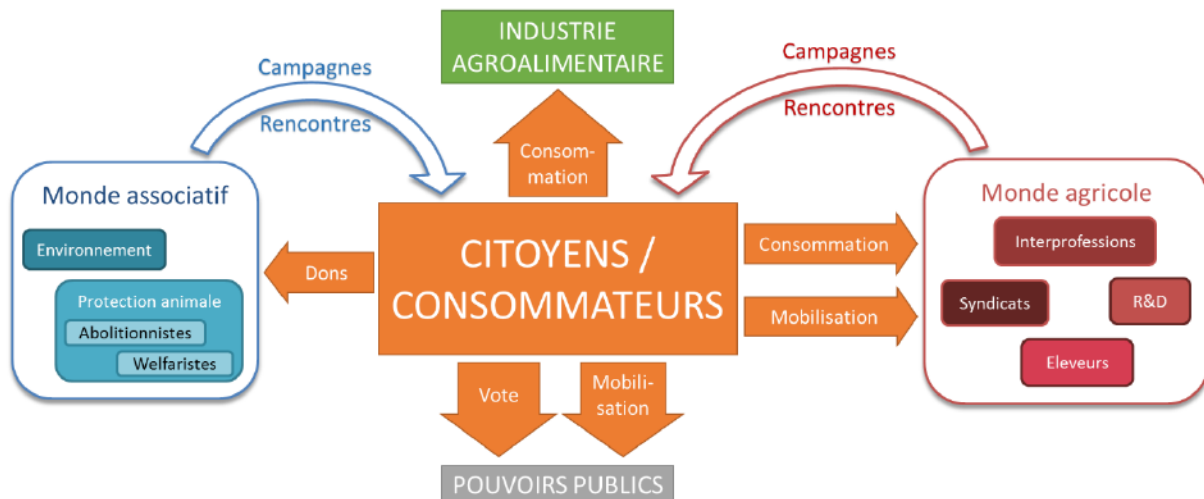 INDUSTRIE
AGROALIMENTAIRE
Campagnes
Rencontres
Campagnes
Rencontres
Consom-
mation
Monde associatif
Environnement
Protection animale
Abolitionnistes
Welfaristes
Dons
CITOYENS /
CONSOMMATEURS
Consommation
Mobilisation
Monde agricole
Interprofessions
Syndicats
R&D
Eleveurs
Vote
Mobili-
sation
POUVOIRS PUBLICS